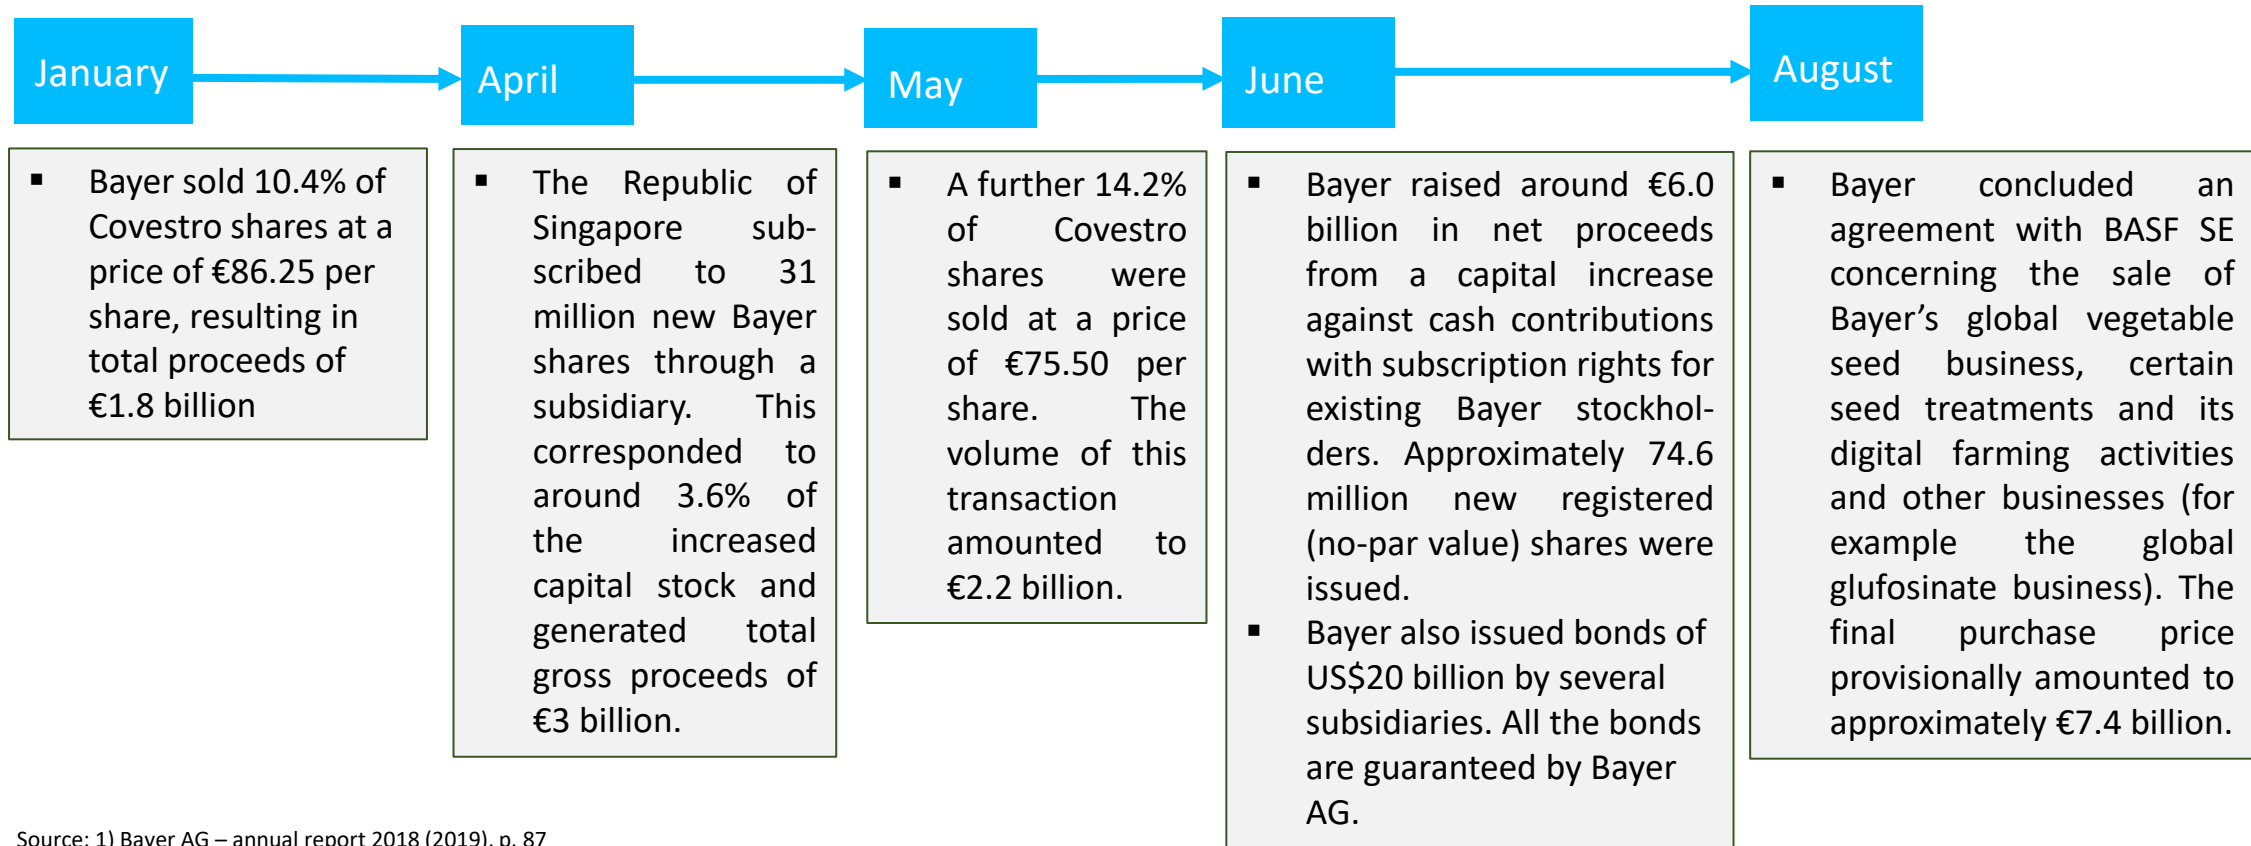 January
April
May
June
August
▪ Bayer sold 10.4% of
Covestro shares at a
price of €86.25 per
share, resulting in
total proceeds of
€1.8 billion
▪ The Republic of
Singapore sub-
scribed to 31
million new Bayer
shares through a
subsidiary. This
corresponded to
around 3.6% of
the increased
capital stock and
generated total
gross proceeds of
€3 billion.
▪ A further 14.2%
of Covestro
shares were
sold at a price
of €75.50 per
share. The
volume of this
transaction
amounted to
€2.2 billion.
▪ Bayer raised around €6.0
billion in net proceeds
from a capital increase
against cash contributions
with subscription rights for
existing Bayer stockhol-
ders. Approximately 74.6
million new registered
(no-par value) shares were
issued.
▪ Bayer also issued bonds of
US$20 billion by several
subsidiaries. All the bonds
are guaranteed by Bayer
AG.
▪ Bayer concluded an
agreement with BASF SE
concerning the sale of
Bayer’s global vegetable
seed business, certain
seed treatments and its
digital farming activities
and other businesses (for
example the global
glufosinate business). The
final purchase price
provisionally amounted to
approximately €7.4 billion.
Source: 1) Bayer AG – annual report 2018 (2019), p. 87